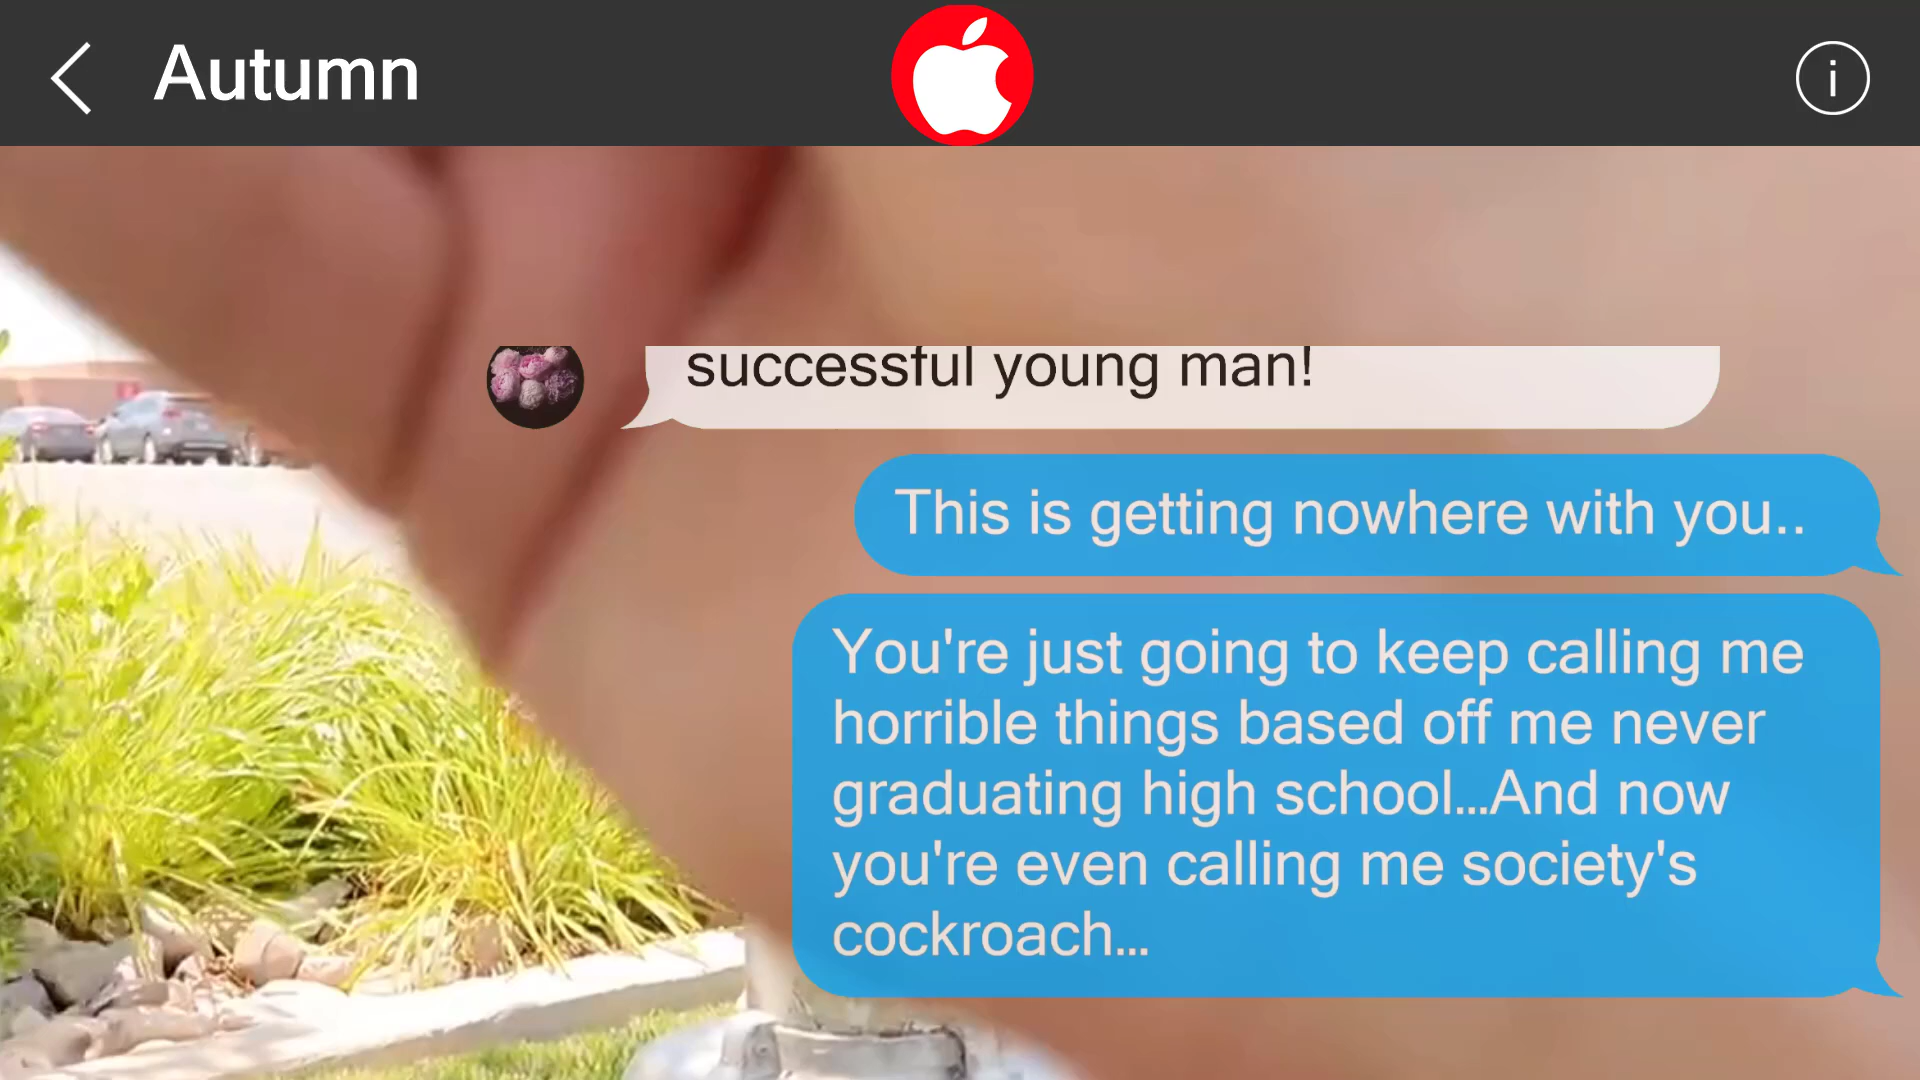 Autumn
successful young man!
This is getting nowhere with you..
You're just going to keep calling me
horrible things based off me never
graduating high school...And now
you're even calling me society's
cockroach...